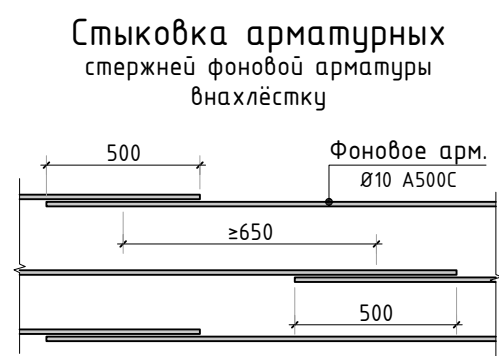 Стыковка арматурных
стержней фоновой арматуры
внахлёстку
500
Фоновое арм.
Ø10 А500С
≥650
500